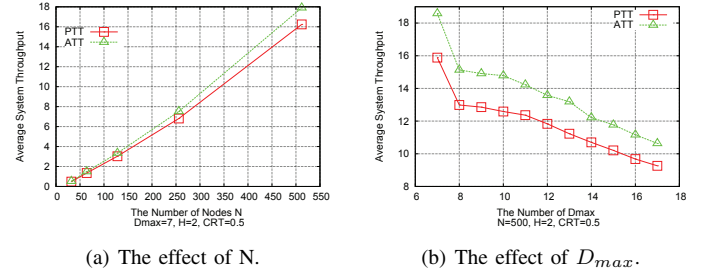 18
16
14
12
10
8
6
4
2
0
Average System Throughput
PTT
ATT
0 50 100 150 200 250 300 350 400 450 500 550
The Number of Nodes N
Dmax=7, H=2, CRT=0.5
(a) The effect of N.
18
16
14
12
10
8
Average System Throughput
PTT
ATT
6 8 10 12 14 16 18
The Number of Dmax
N=500, H=2, CRT=0.5
(b) The effect of Dmax.